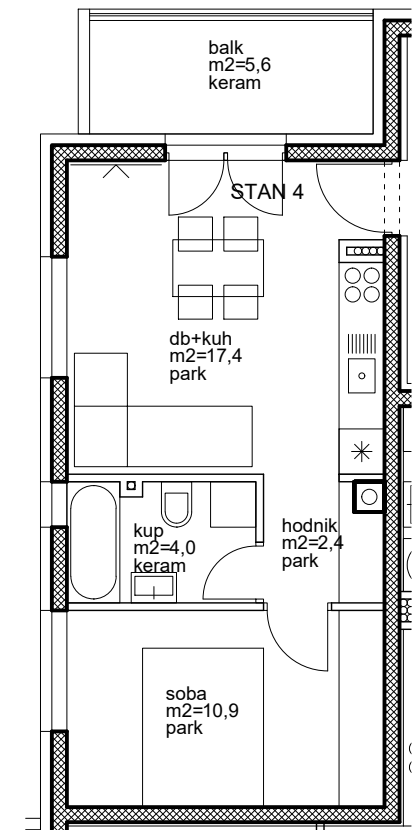 balk
m2=5,6
keram
STAN 4
db+kuh
m2=17,4
park
kup
m2=4,0
keram
hodnik
m2=2,4
park
soba
m2=10,9
park